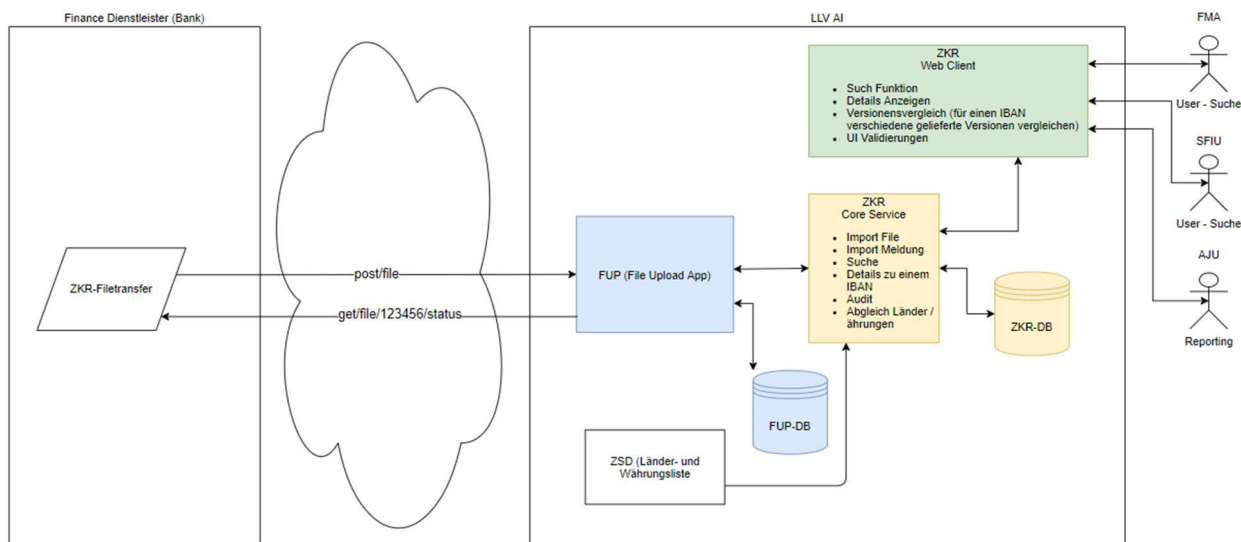 Finance Dienstleister (Bank)
LLV AI
FMA
ZKR
Web Client
• Such Funktion
• Details Anzeigen
• Versionensvergleich (für einen IBAN
verschiedene gelieferte Versionen vergleichen)
• UI Validierungen
User - Suche
SFIU
User - Suche
ZKR
Core Service
• Import File
• Import Meldung
• Suche
• Details zu einem
IBAN
• Audit
• Abgleich Länder /
ährungen
AJU
Reporting
ZKR-Filetransfer
post/file
get/file/123456/status
FUP (File Upload App)
ZKR-DB
FUP-DB
ZSD (Länder- und
Währungsliste